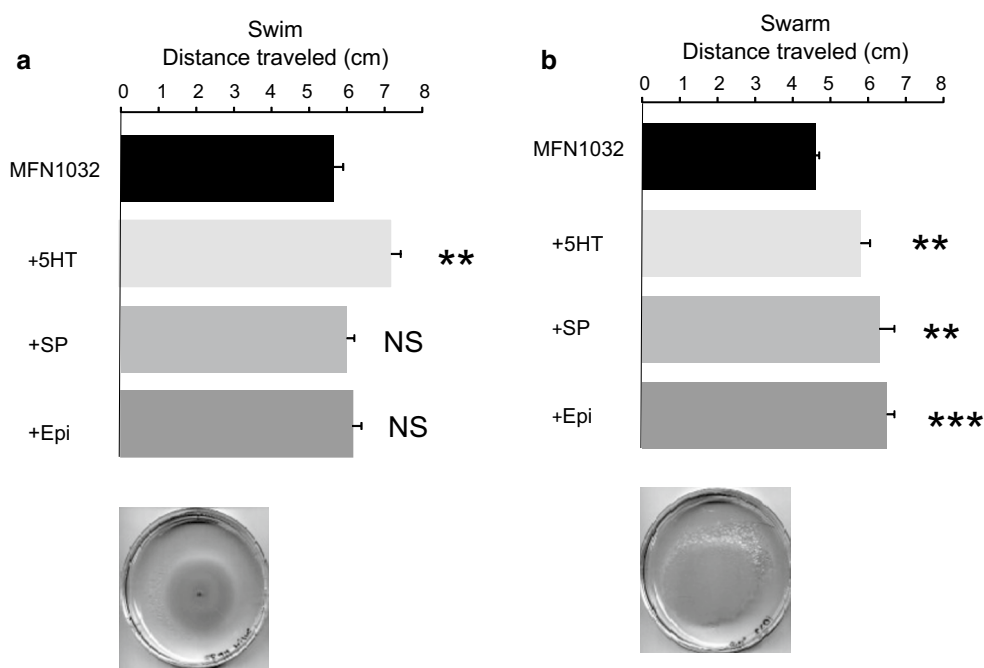 a
Swim
Distance traveled (cm)
0 1 2 3 4 5 6 7 8
MFN1032
+5HT **
+SP NS
+Epi NS
b
Swarm
Distance traveled (cm)
0 1 2 3 4 5 6 7 8
MFN1032
+5HT **
+SP **
+Epi ***